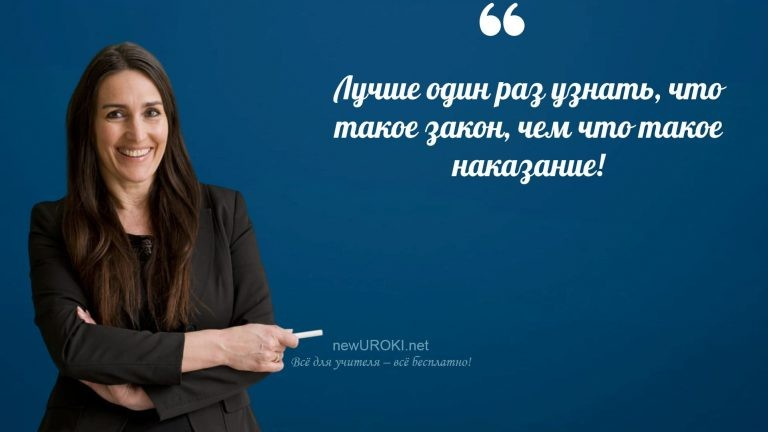 ❝
Лучше один раз узнать, что
такое закон, чем что такое
наказание!
newUROKI.net
Всё для учителя – всё бесплатно!